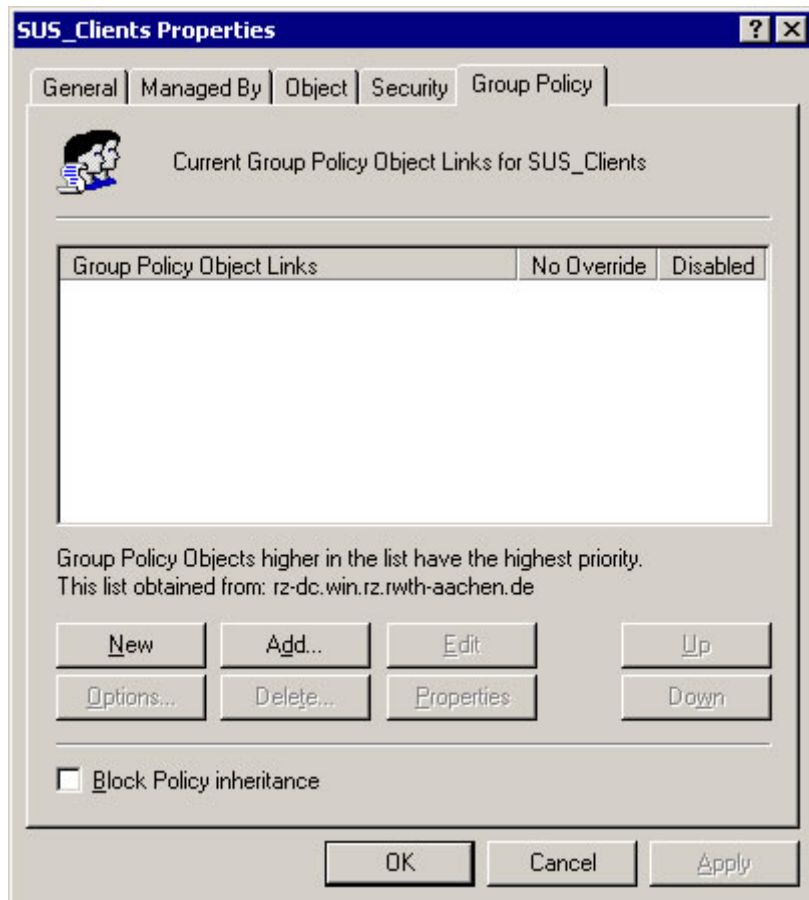 SUS_Clients Properties
General Managed By Object Security Group Policy
Current Group Policy Object Links for SUS_Clients
Group Policy Object Links No Override Disabled
Group Policy Objects higher in the list have the highest priority.
This list obtained from: rz-dc.win.rz.rwth-aachen.de
New Add... Edit Up
Options... Delete... Properties Down
Block Policy inheritance
OK Cancel Apply